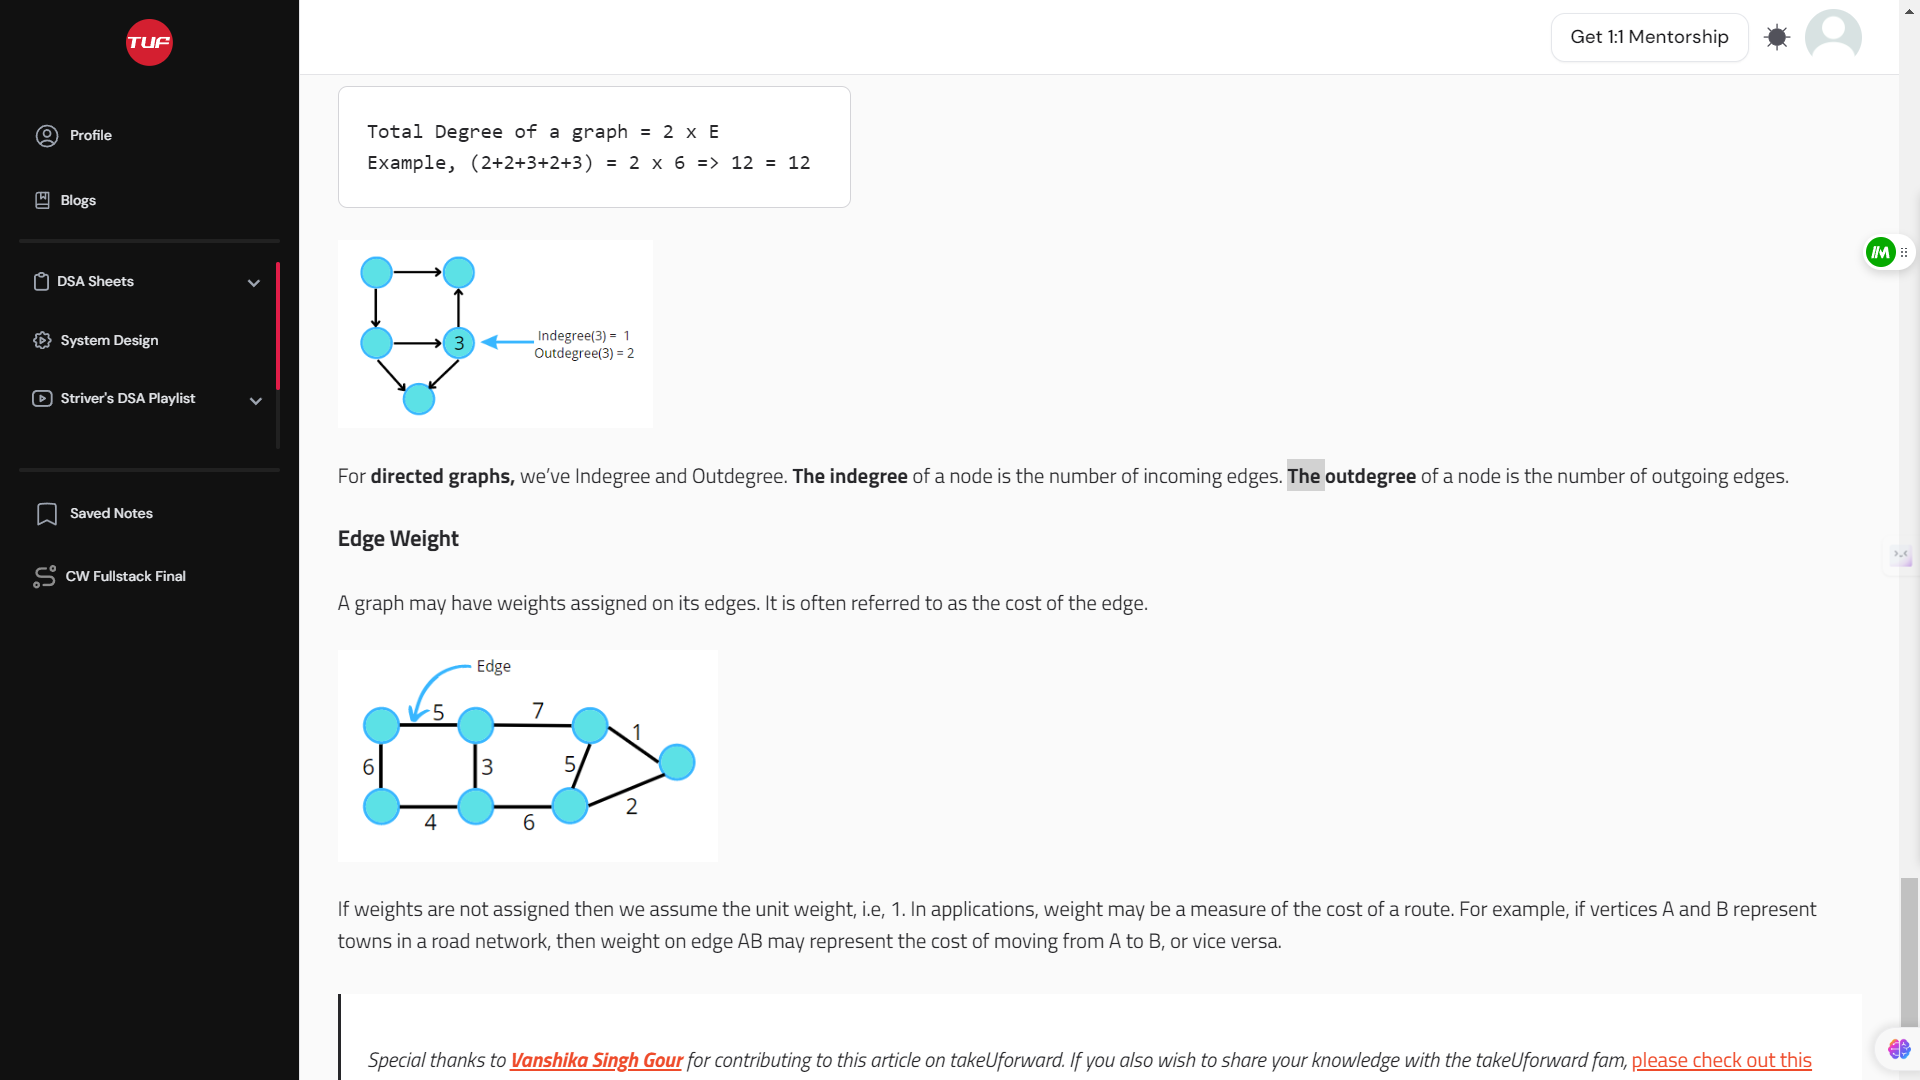 TUF
Get 1:1 Mentorship
Profile
Blogs
DSA Sheets
System Design
Striver's DSA Playlist
Saved Notes
CW Fullstack Final
Total Degree of a graph = 2 x E
Example, (2+2+3+2+3) = 2 x 6 => 12 = 12
3
Indegree(3) = 1
Outdegree(3) = 2
For directed graphs, we’ve Indegree and Outdegree. The indegree of a node is the number of incoming edges. The outdegree of a node is the number of outgoing edges.
Edge Weight
A graph may have weights assigned on its edges. It is often referred to as the cost of the edge.
Edge
5
7
1
6
3
5
2
4
6
If weights are not assigned then we assume the unit weight, i.e, 1. In applications, weight may be a measure of the cost of a route. For example, if vertices A and B represent
towns in a road network, then weight on edge AB may represent the cost of moving from A to B, or vice versa.
Special thanks to Vanshika Singh Gour for contributing to this article on takeUforward. If you also wish to share your knowledge with the takeUforward fam, please check out this